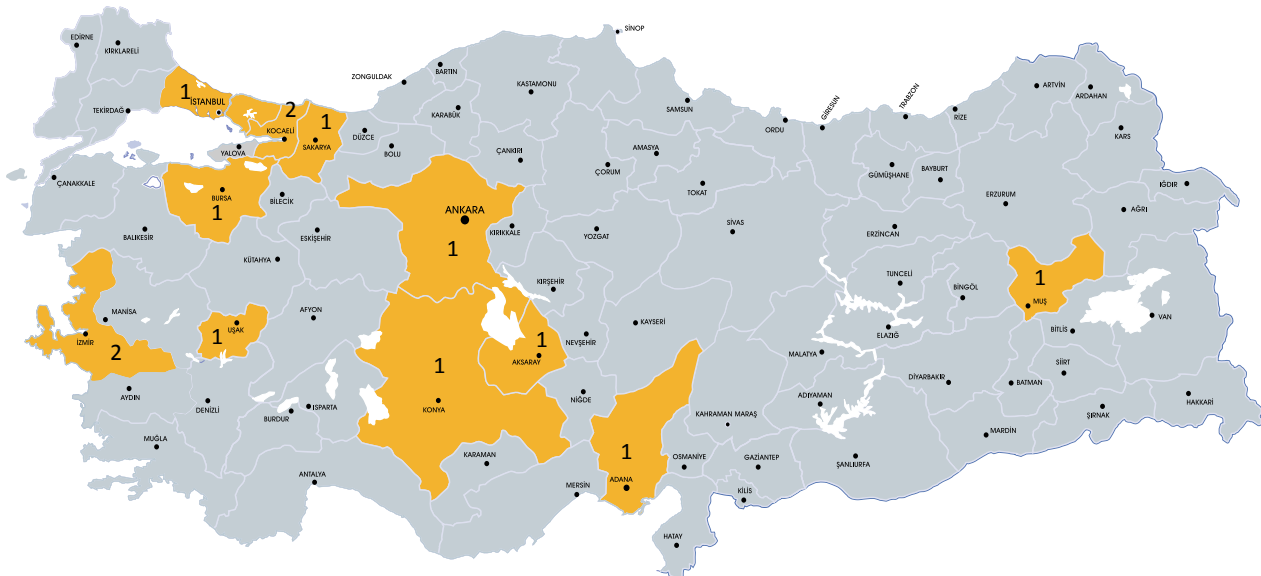 SİNOP
EDİRNE
KIRKLARELİ
BARTIN
ZONGULDAK
KASTAMONU
ARTVİN
ARDAHAN
1
İSTANBUL
TEKİRDAĞ
2
KOCAELİ
1
SAKARYA
KARABÜK
SAMSUN
ORDU
GİRESUN
TRABZON
RİZE
KARS
DÜZCE
BOLU
YALOVA
ÇANKIRI
AMASYA
ÇORUM
TOKAT
GÜMÜŞHANE
BAYBURT
ERZURUM
IĞDIR
AĞRI
ÇANAKKALE
BURSA
1
BİLECİK
ANKARA
1
KIRIKKALE
YOZGAT
SİVAS
ERZİNCAN
BALIKESİR
ESKİŞEHİR
KÜTAHYA
KIRŞEHİR
TUNCELİ
BİNGÖL
1
MUŞ
MANİSA
İZMİR
2
UŞAK
1
AFYON
AKSARAY
1
NEVŞEHİR
KAYSERİ
ELAZIĞ
BİTLİS
VAN
MALATYA
SİİRT
DİYARBAKIR
BATMAN
AYDIN
DENİZLİ
BURDUR
ISPARTA
1
KONYA
NİĞDE
ADIYAMAN
ŞIRNAK
HAKKARİ
KAHRAMAN MARAŞ
MARDİN
MUĞLA
ANTALYA
KARAMAN
MERSİN
1
ADANA
OSMANİYE
GAZİANTEP
ŞANLIURFA
KİLİS
HATAY